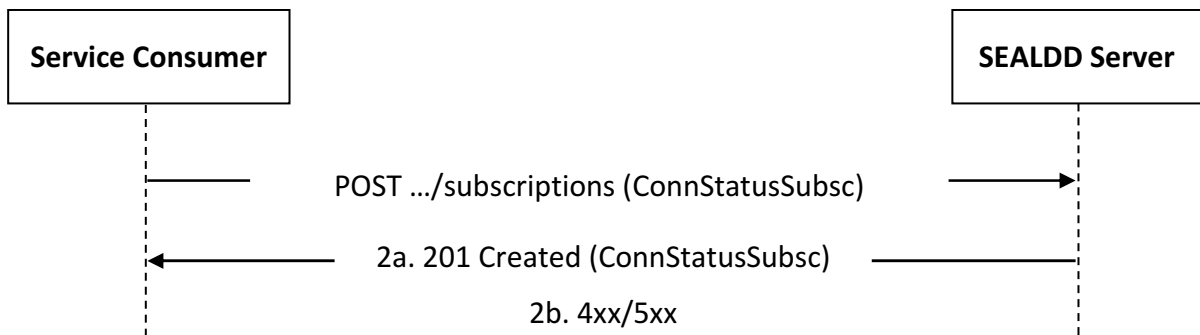 Service Consumer
SEALDD Server
POST …/subscriptions (ConnStatusSubsc)
2a. 201 Created (ConnStatusSubsc)
2b. 4xx/5xx